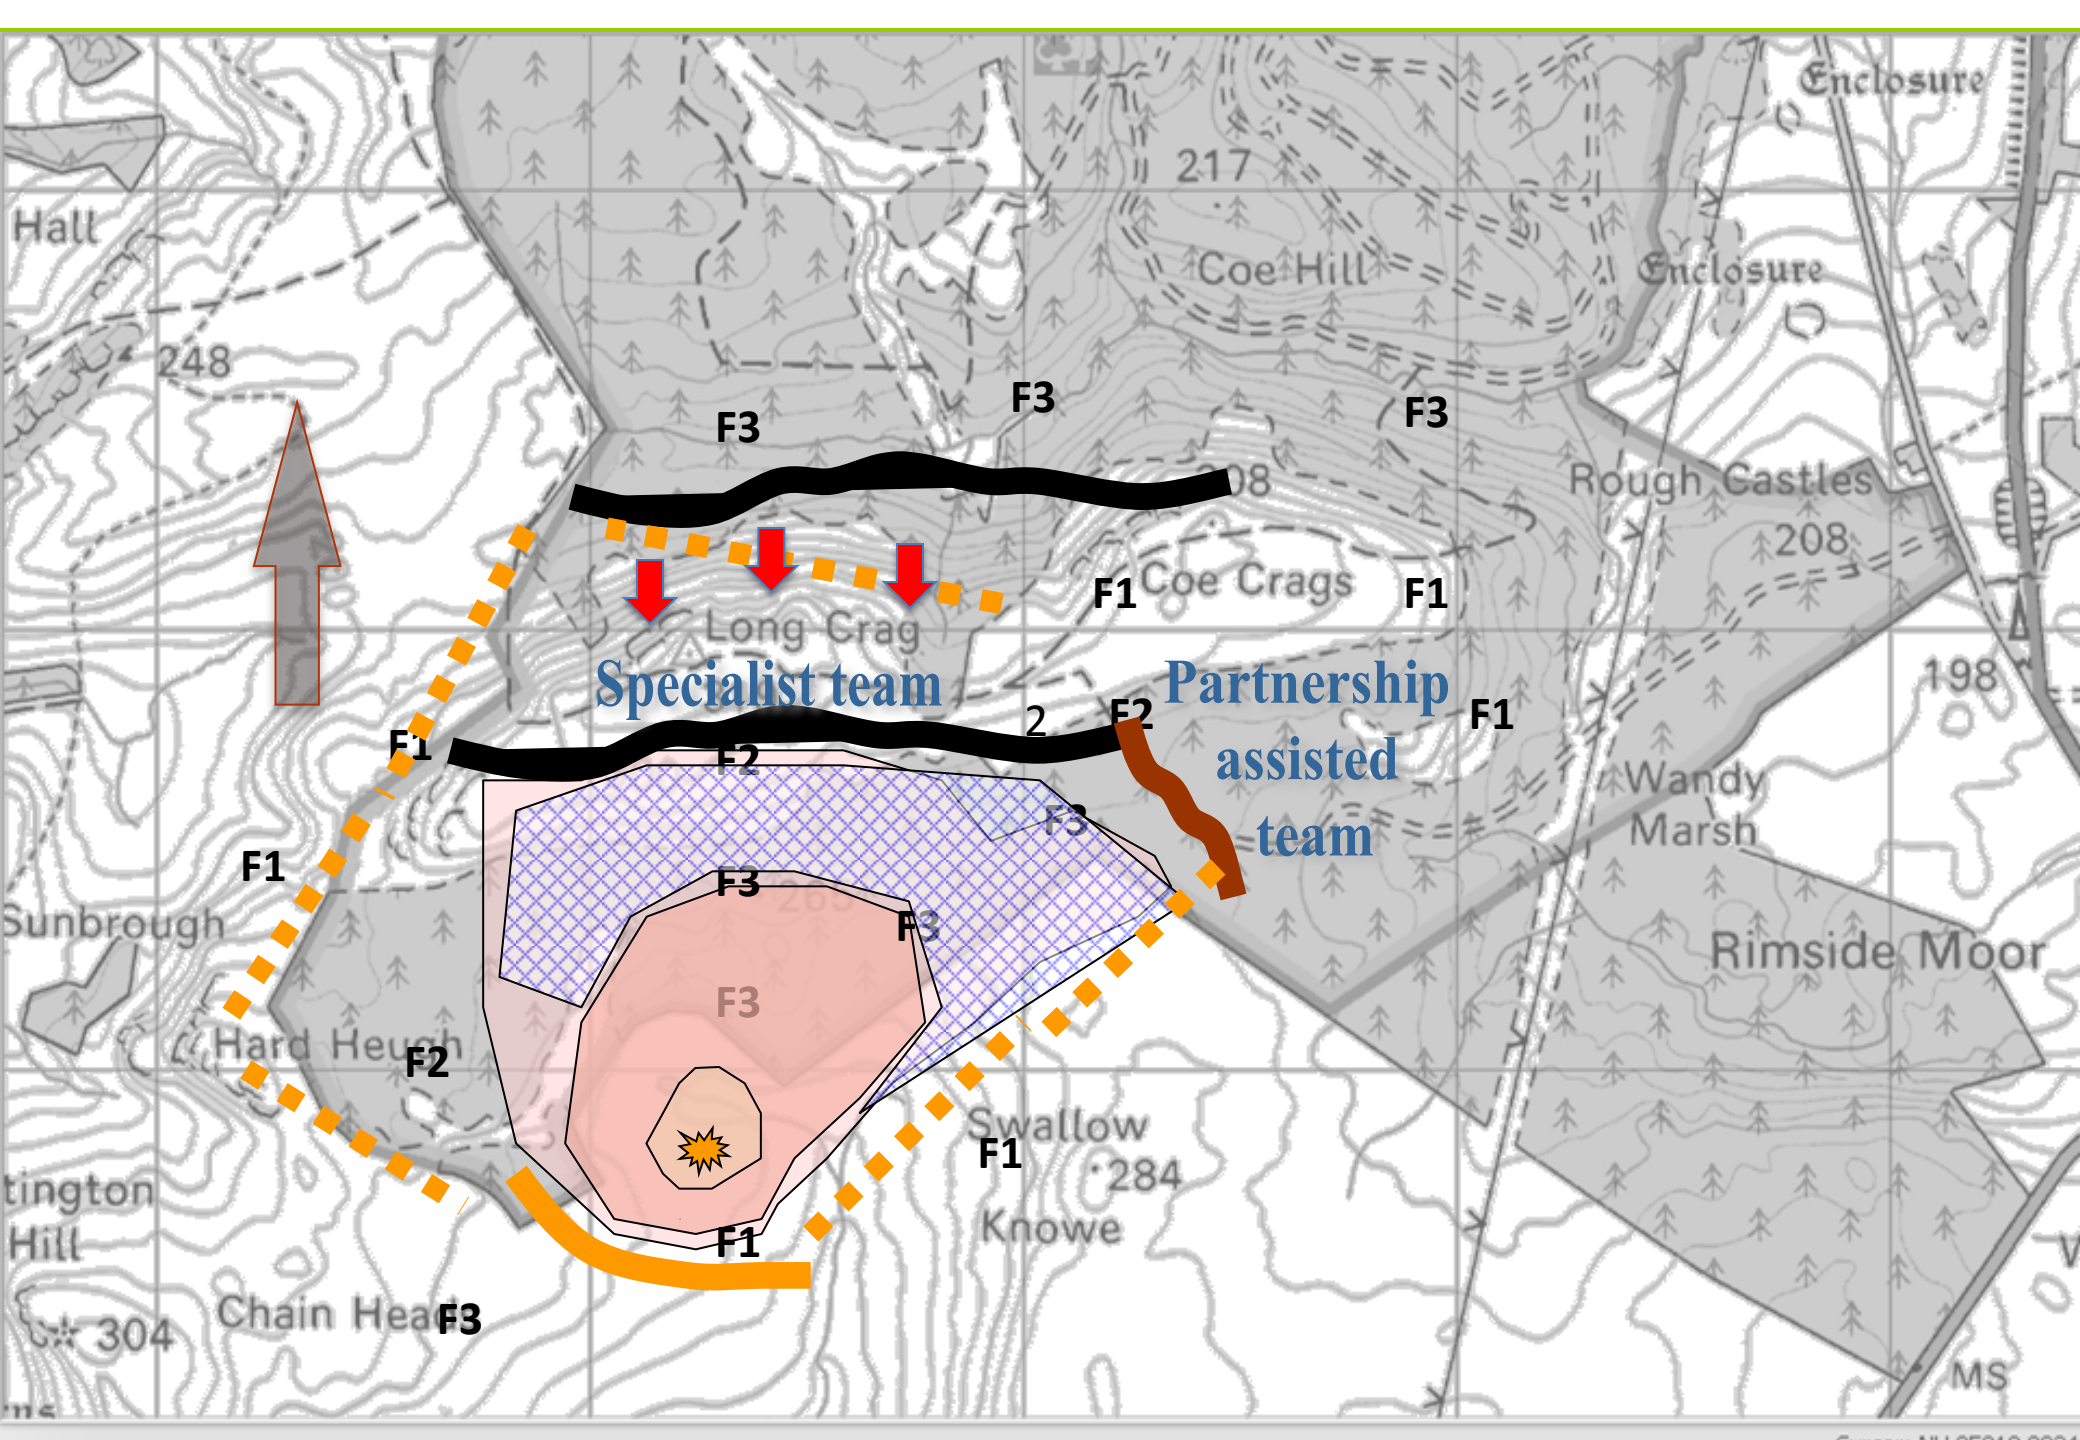 Enclosure
217
Hall
Coe Hill
Enclosure
248
F3
F3
F3
08
Rough Castles
208
F1
Coe Crags
F1
Long Crag
198
Specialist team
Partnership
assisted
team
F1
2
F2
F1
F2
Wandy
Marsh
F3
F1
F3
265
F3
Sunbrough
Rimside Moor
F3
Hard Heugh
F2
Swallow
F1
284
Knowe
tington
Hill
F1
Chain Head
F3
304
MS